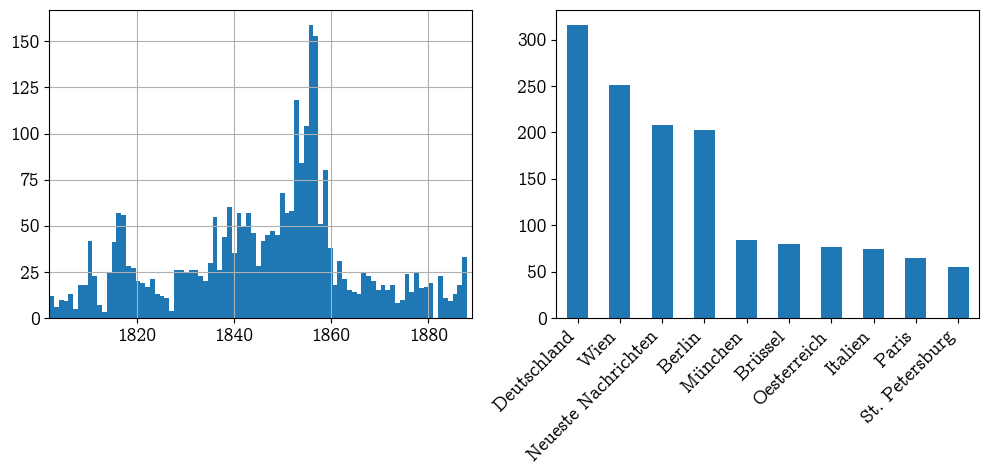 150
125
100
75
50
25
0
1820 1840 1860 1880
300
250
200
150
100
50
0
Deutschland
Wien
Neueste Nachrichten
Berlin
München
Brüssel
Oesterreich
Italien
Paris
St. Petersburg